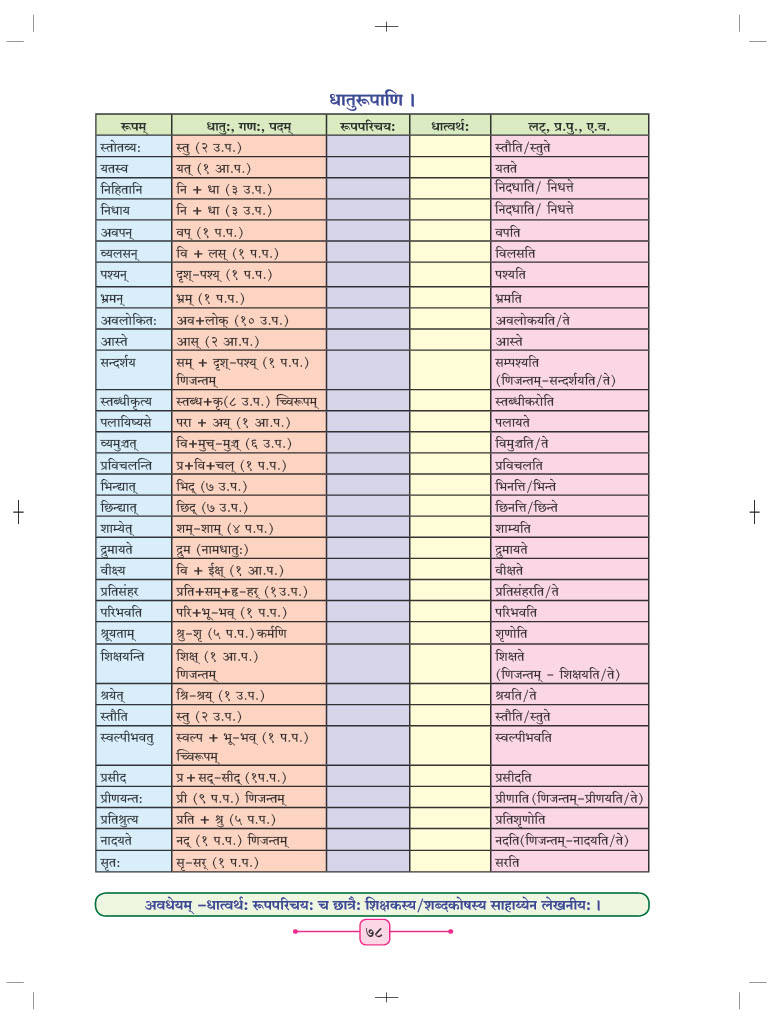 धातुरूपाणि ।
रूपम् धातुः, गणः, पदम् रूपपरिचयः धात्वर्थः लट्, प्र.पु., ए.व.
स्तोतव्यः स्तु (२ उ.प.) स्तौति/स्तुते
यतस्व यत् (१ आ.प.) यतते
निहितानि नि + धा (३ उ.प.) निदधाति/ निधत्ते
निधाय नि + धा (३ उ.प.) निदधाति/ निधत्ते
अवपन् वप् (१ प.प.) वपति
व्यलसन् वि + लस् (१ प.प.) विलसति
पश्यन् दृश्-पश्य् (१ प.प.) पश्यति
भ्रमन् भ्रम् (१ प.प.) भ्रमति
अवलोकितः अव+लोक् (१० उ.प.) अवलोकयति/ते
आस्ते आस् (२ आ.प.) आस्ते
सन्दर्शय सम् + दृश्-पश्य् (१ प.प.) सम्पश्यति
णिजन्तम् (णिजन्तम्-सन्दर्शयति/ते)
स्तब्धीकृत्य स्तब्ध+कृ(८ उ.प.) च्विरूपम् स्तब्धीकरोति
पलायिष्यसे परा + अय् (१ आ.प.) पलायते
व्यमुञ्चत् वि+मुच्-मुञ्च् (६ उ.प.) विमुञ्चति/ते
प्रविचलन्ति प्र+वि+चल् (१ प.प.) प्रविचलति
भिन्द्यात् भिद् (७ उ.प.) भिनत्ति/भिन्ते
छिन्द्यात् छिद् (७ उ.प.) छिनत्ति/छिन्ते
शाम्येत् शम्-शाम् (४ प.प.) शाम्यति
द्रुमायते द्रुम (नामधातुः) द्रुमायते
वीक्ष्य वि + ईक्ष् (१ आ.प.) वीक्षते
प्रतिसंहर प्रति+सम्+हृ-हर् (१उ.प.) प्रतिसंहरति/ते
परिभवति परि+भू-भव् (१ प.प.) परिभवति
श्रूयताम् श्रु-शृ (५ प.प.) कर्मणि शृणोति
शिक्षयन्ति शिक्ष् (१ आ.प.) शिक्षते
णिजन्तम् (णिजन्तम् - शिक्षयति/ते)
श्रयेत् श्रि-श्रय् (१ उ.प.) श्रयति/ते
स्तौति स्तु (२ उ.प.) स्तौति/स्तुते
स्वल्पीभवतु स्वल्प + भू-भव् (१ प.प.) स्वल्पीभवति
च्विरूपम्
प्रसीद प्र + सद्-सीद् (१प.प.) प्रसीदति
प्रीणयन्तः प्री (९ प.प.) णिजन्तम् प्रीणाति (णिजन्तम्-प्रीणयति/ते)
प्रतिश्रुत्य प्रति + श्रु (५ प.प.) प्रतिशृणोति
नादयते नद् (१ प.प.) णिजन्तम् नदति(णिजन्तम्-नादयति/ते)
सृतः सृ-सर् (१ प.प.) सरति
अवधेयम् -धात्वर्थः रूपपरिचयः च छात्रैः शिक्षकस्य/शब्दकोषस्य साहाय्येन लेखनीयः ।
७८